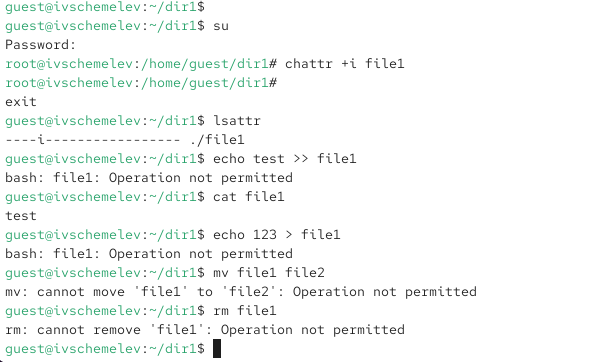 guest@ivschemelev:~/dir1$
guest@ivschemelev:~/dir1$ su
Password:
root@ivschemelev:/home/guest/dir1# chattr +i file1
root@ivschemelev:/home/guest/dir1#
exit
guest@ivschemelev:~/dir1$ lsattr
----i----------------- ./file1
guest@ivschemelev:~/dir1$ echo test >> file1
bash: file1: Operation not permitted
guest@ivschemelev:~/dir1$ cat file1
test
guest@ivschemelev:~/dir1$ echo 123 > file1
bash: file1: Operation not permitted
guest@ivschemelev:~/dir1$ mv file1 file2
mv: cannot move 'file1' to 'file2': Operation not permitted
guest@ivschemelev:~/dir1$ rm file1
rm: cannot remove 'file1': Operation not permitted
guest@ivschemelev:~/dir1$